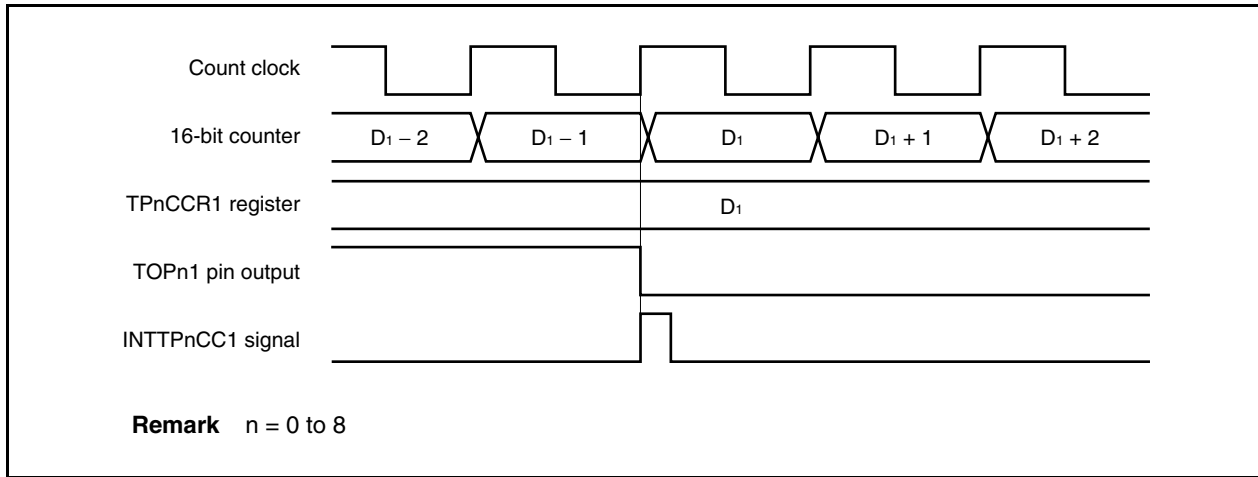 Count clock
16-bit counter
D₁ − 2
D₁ − 1
D₁
D₁ + 1
D₁ + 2
TPnCCR1 register
D₁
TOPn1 pin output
INTTPnCC1 signal
Remark n = 0 to 8